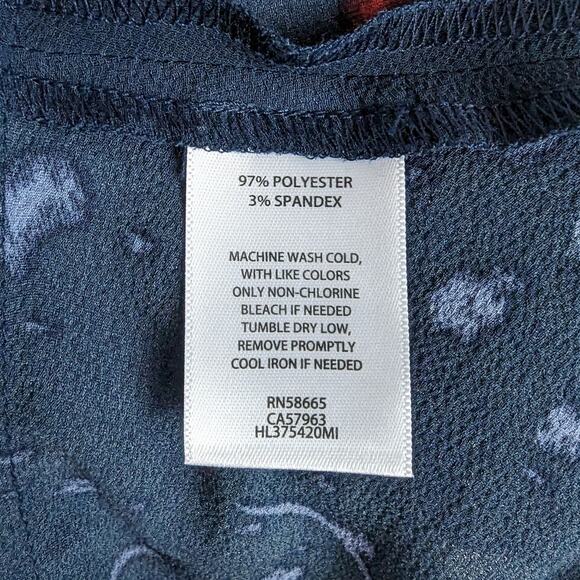 97% POLYESTER
3% SPANDEX
MACHINE WASH COLD,
WITH LIKE COLORS
ONLY NON-CHLORINE
BLEACH IF NEEDED
TUMBLE DRY LOW,
REMOVE PROMPTLY
COOL IRON IF NEEDED
RN58665
CA57963
HL375420MI